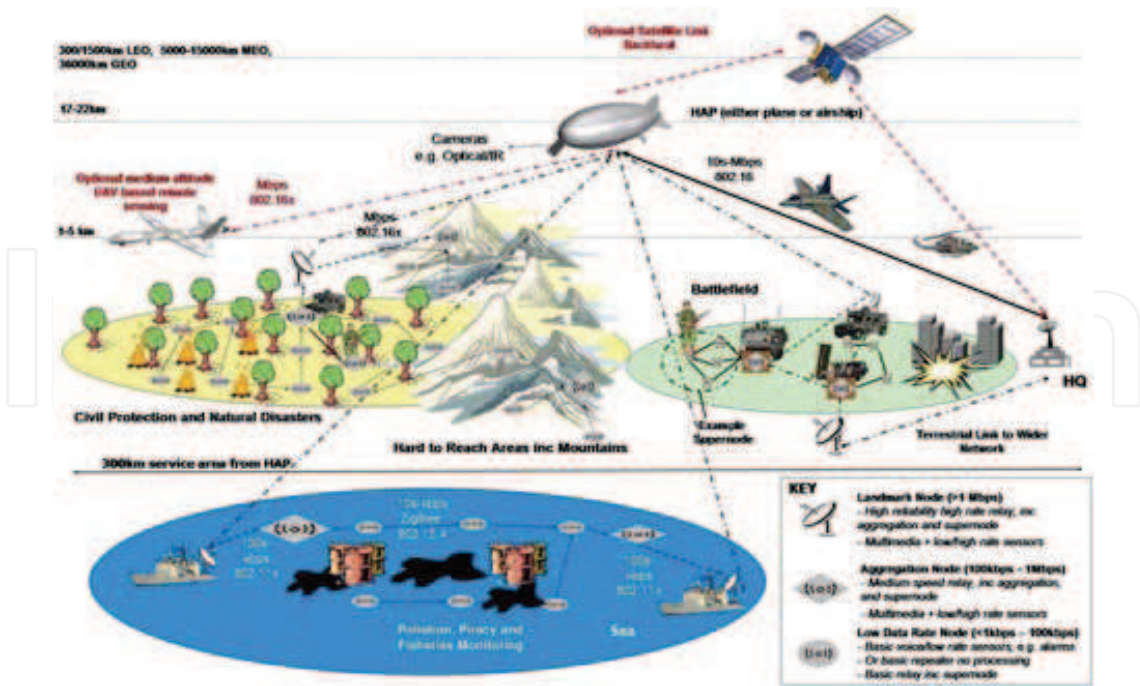 Optional Satellite Link
Backhaul
300/1500km LEO, 5000-15000km MEO,
36000km GEO
17-22km
HAP (either plane or airship)
Cameras
e.g. Optical/IR
10s-Mbps
802.16
Optional medium altitude
UAV based remote
sensing
Mbps
802.16x
Mbps-
802.16x
1-5 km
Battlefield
HQ
Civil Protection and Natural Disasters
Example
Supernode
Terrestrial Link to Wider
Network
Hard to Reach Areas inc Mountains
300km service area from HAP
10s-kbps
Zigbee
802.15.4
100s
kbps
802.11x
100s
kbps
802.11x
Pollution, Piracy and
Fisheries Monitoring
Sea
KEY
Landmark Node (>1 Mbps)
- High reliability high rate relay, inc
aggregation and supernode
- Multimedia + low/high rate sensors
Aggregation Node (100kbps - 1Mbps)
- Medium speed relay, inc aggregation,
and supernode
- Multimedia + low/high rate sensors
Low Data Rate Node (<1kbps - 100kbps)
- Basic voice/low rate sensors, e.g. alarms
- Or basic repeater no processing
- Basic relay inc supernode